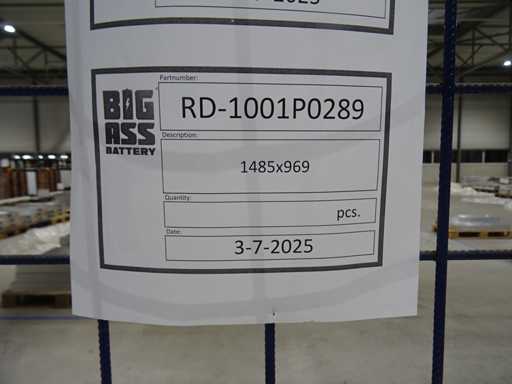 Partnumber:
BIG
ASS
BATTERY
RD-1001P0289
Description:
1485x969
Quantity:
pcs.
Date:
3-7-2025